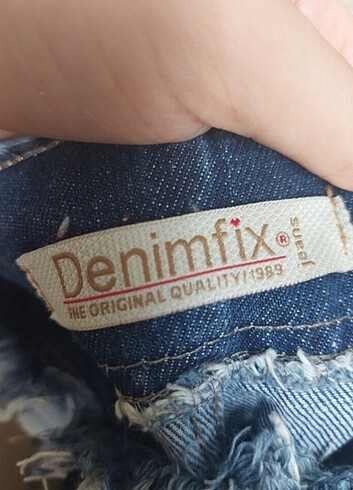 Denimfix®
jeans
THE ORIGINAL QUALITY/1989